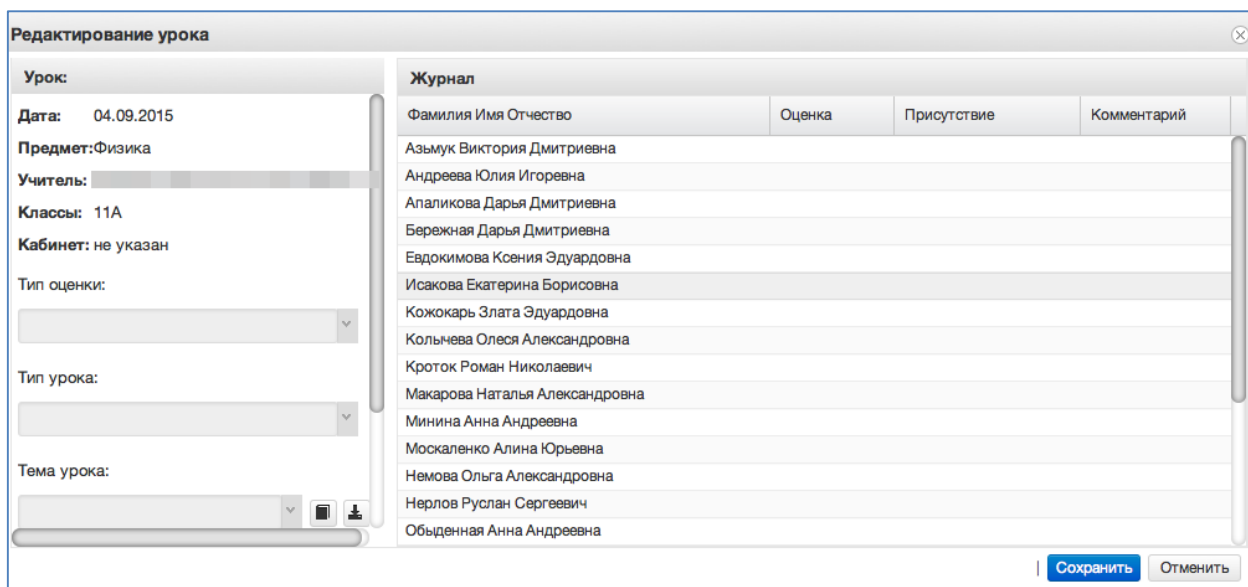 Редактирование урока
Урок:
Дата: 04.09.2015
Предмет:Физика
Учитель:
Классы: 11А
Кабинет: не указан
Тип оценки:
Тип урока:
Тема урока:
Журнал
Фамилия Имя Отчество Оценка Присутствие Комментарий
Азьмук Виктория Дмитриевна
Андреева Юлия Игоревна
Апаликова Дарья Дмитриевна
Бережная Дарья Дмитриевна
Евдокимова Ксения Эдуардовна
Исакова Екатерина Борисовна
Кожокарь Злата Эдуардовна
Колычева Олеся Александровна
Кроток Роман Николаевич
Макарова Наталья Александровна
Минина Анна Андреевна
Москаленко Алина Юрьевна
Немова Ольга Александровна
Нерлов Руслан Сергеевич
Обыденная Анна Андреевна
| Сохранить Отменить